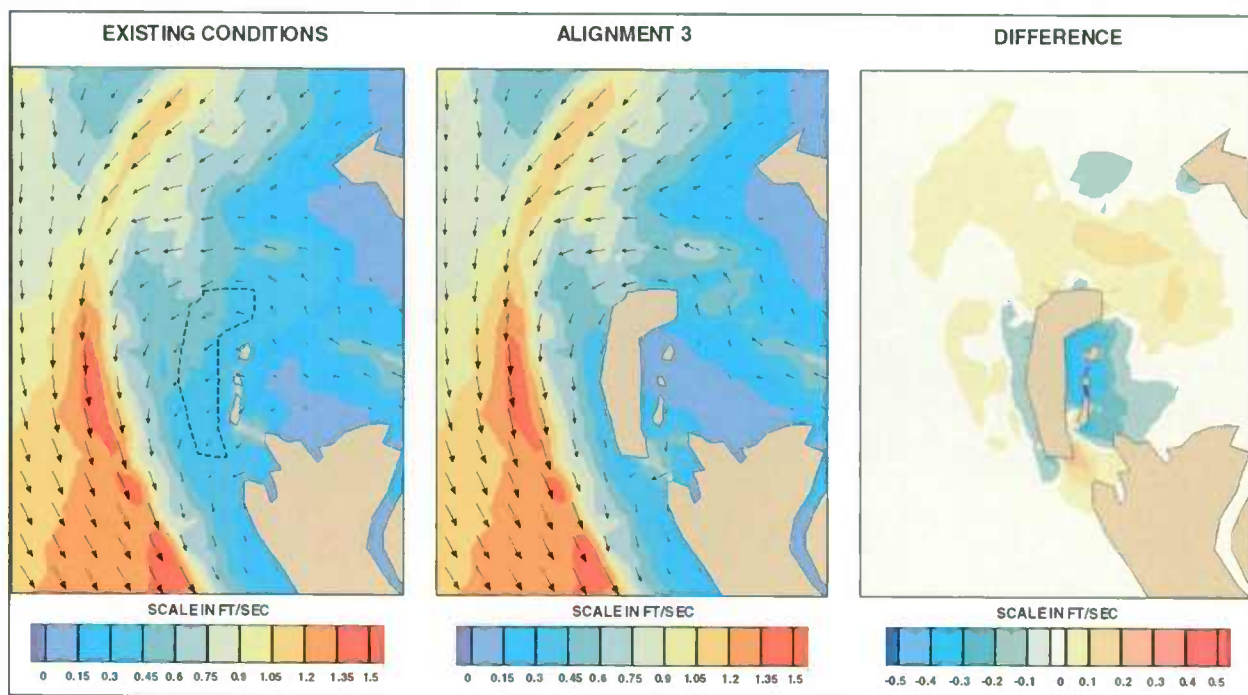 EXISTING CONDITIONS
ALIGNMENT 3
DIFFERENCE
SCALE IN FT/SEC
0 0.15 0.3 0.45 0.6 0.75 0.9 1.05 1.2 1.35 1.5
SCALE IN FT/SEC
0 0.15 0.3 0.45 0.6 0.75 0.9 1.05 1.2 1.35 1.5
SCALE IN FT/SEC
-0.5 -0.4 -0.3 -0.2 -0.1 0 0.1 0.2 0.3 0.4 0.5